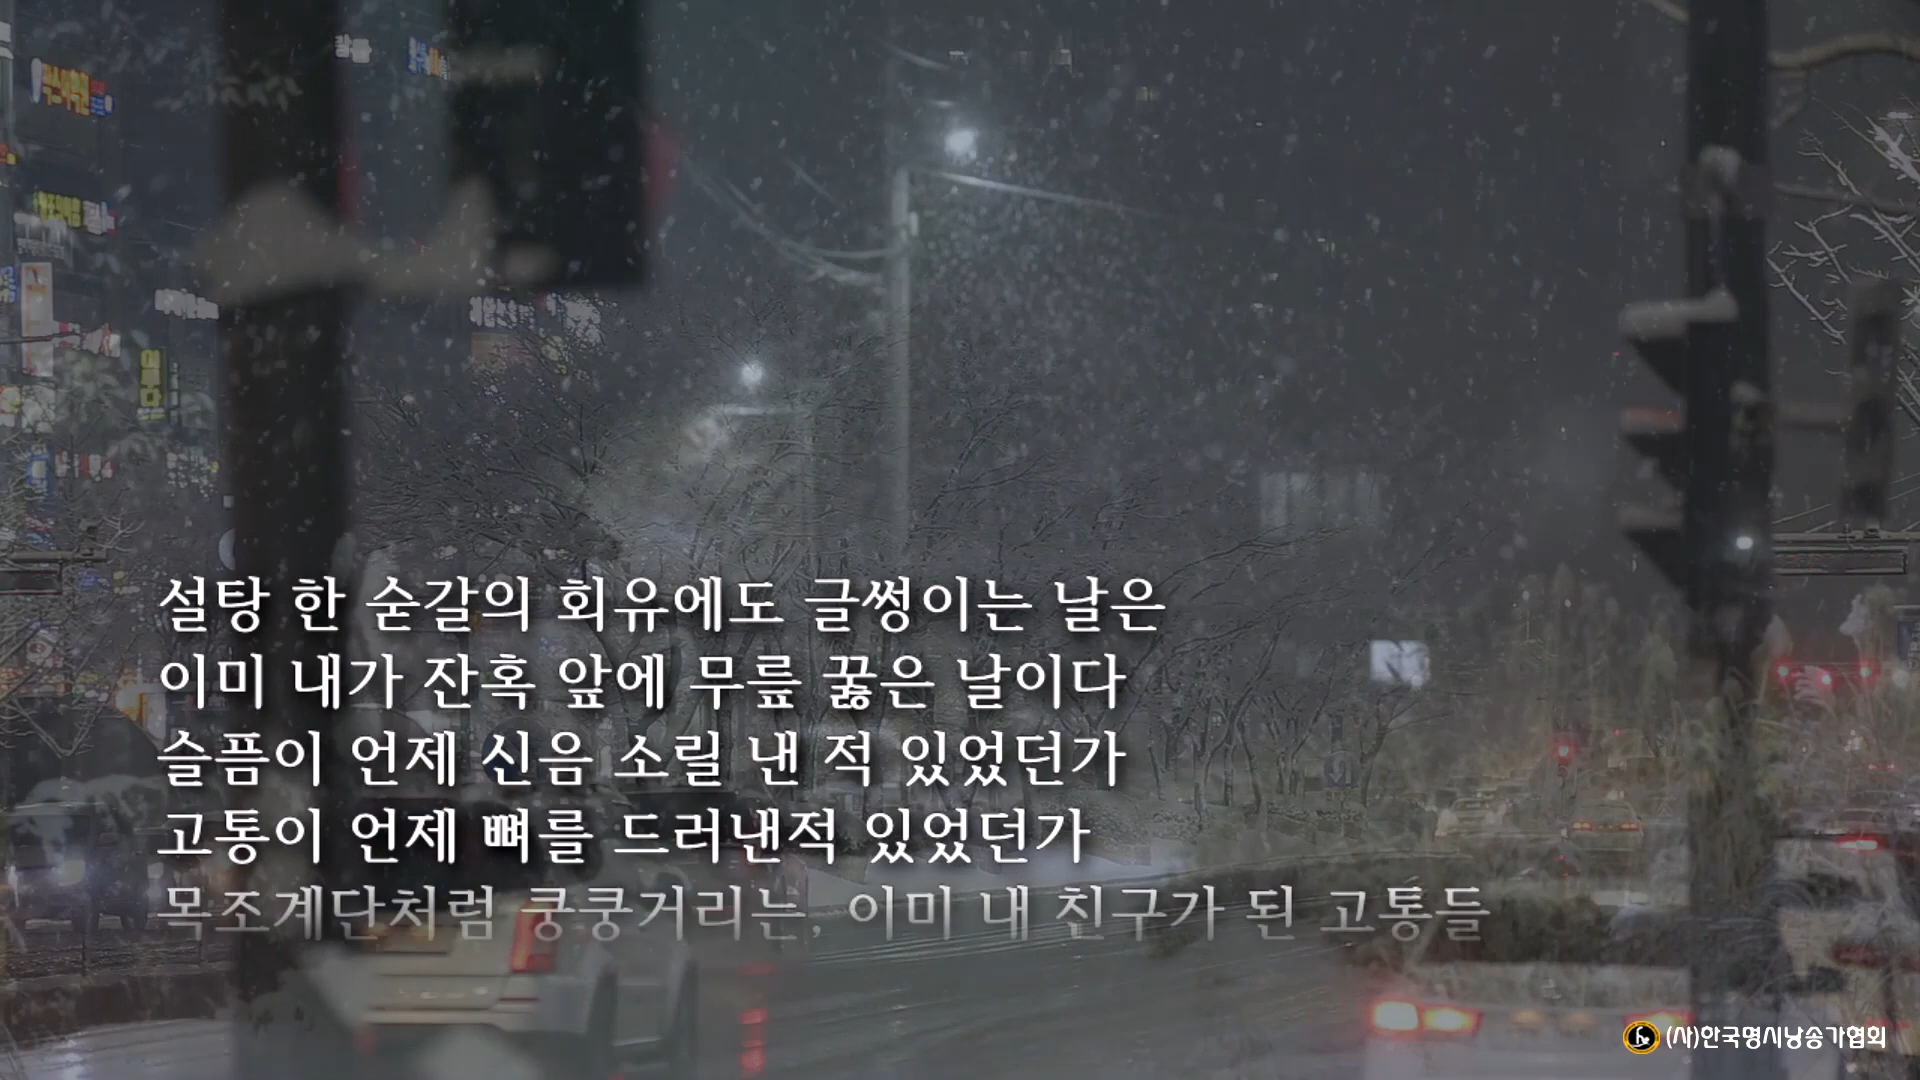 설탕 한 숟갈의 회유에도 글썽이는 날은
이미 내가 잔혹 앞에 무릎 꿇은 날이다
슬픔이 언제 신음 소릴 낸 적 있었던가
고통이 언제 뼈를 드러낸적 있었던가
목조계단처럼 쿵쿵거리는, 이미 내 친구가 된 고통들
(사)한국명시낭송가협회